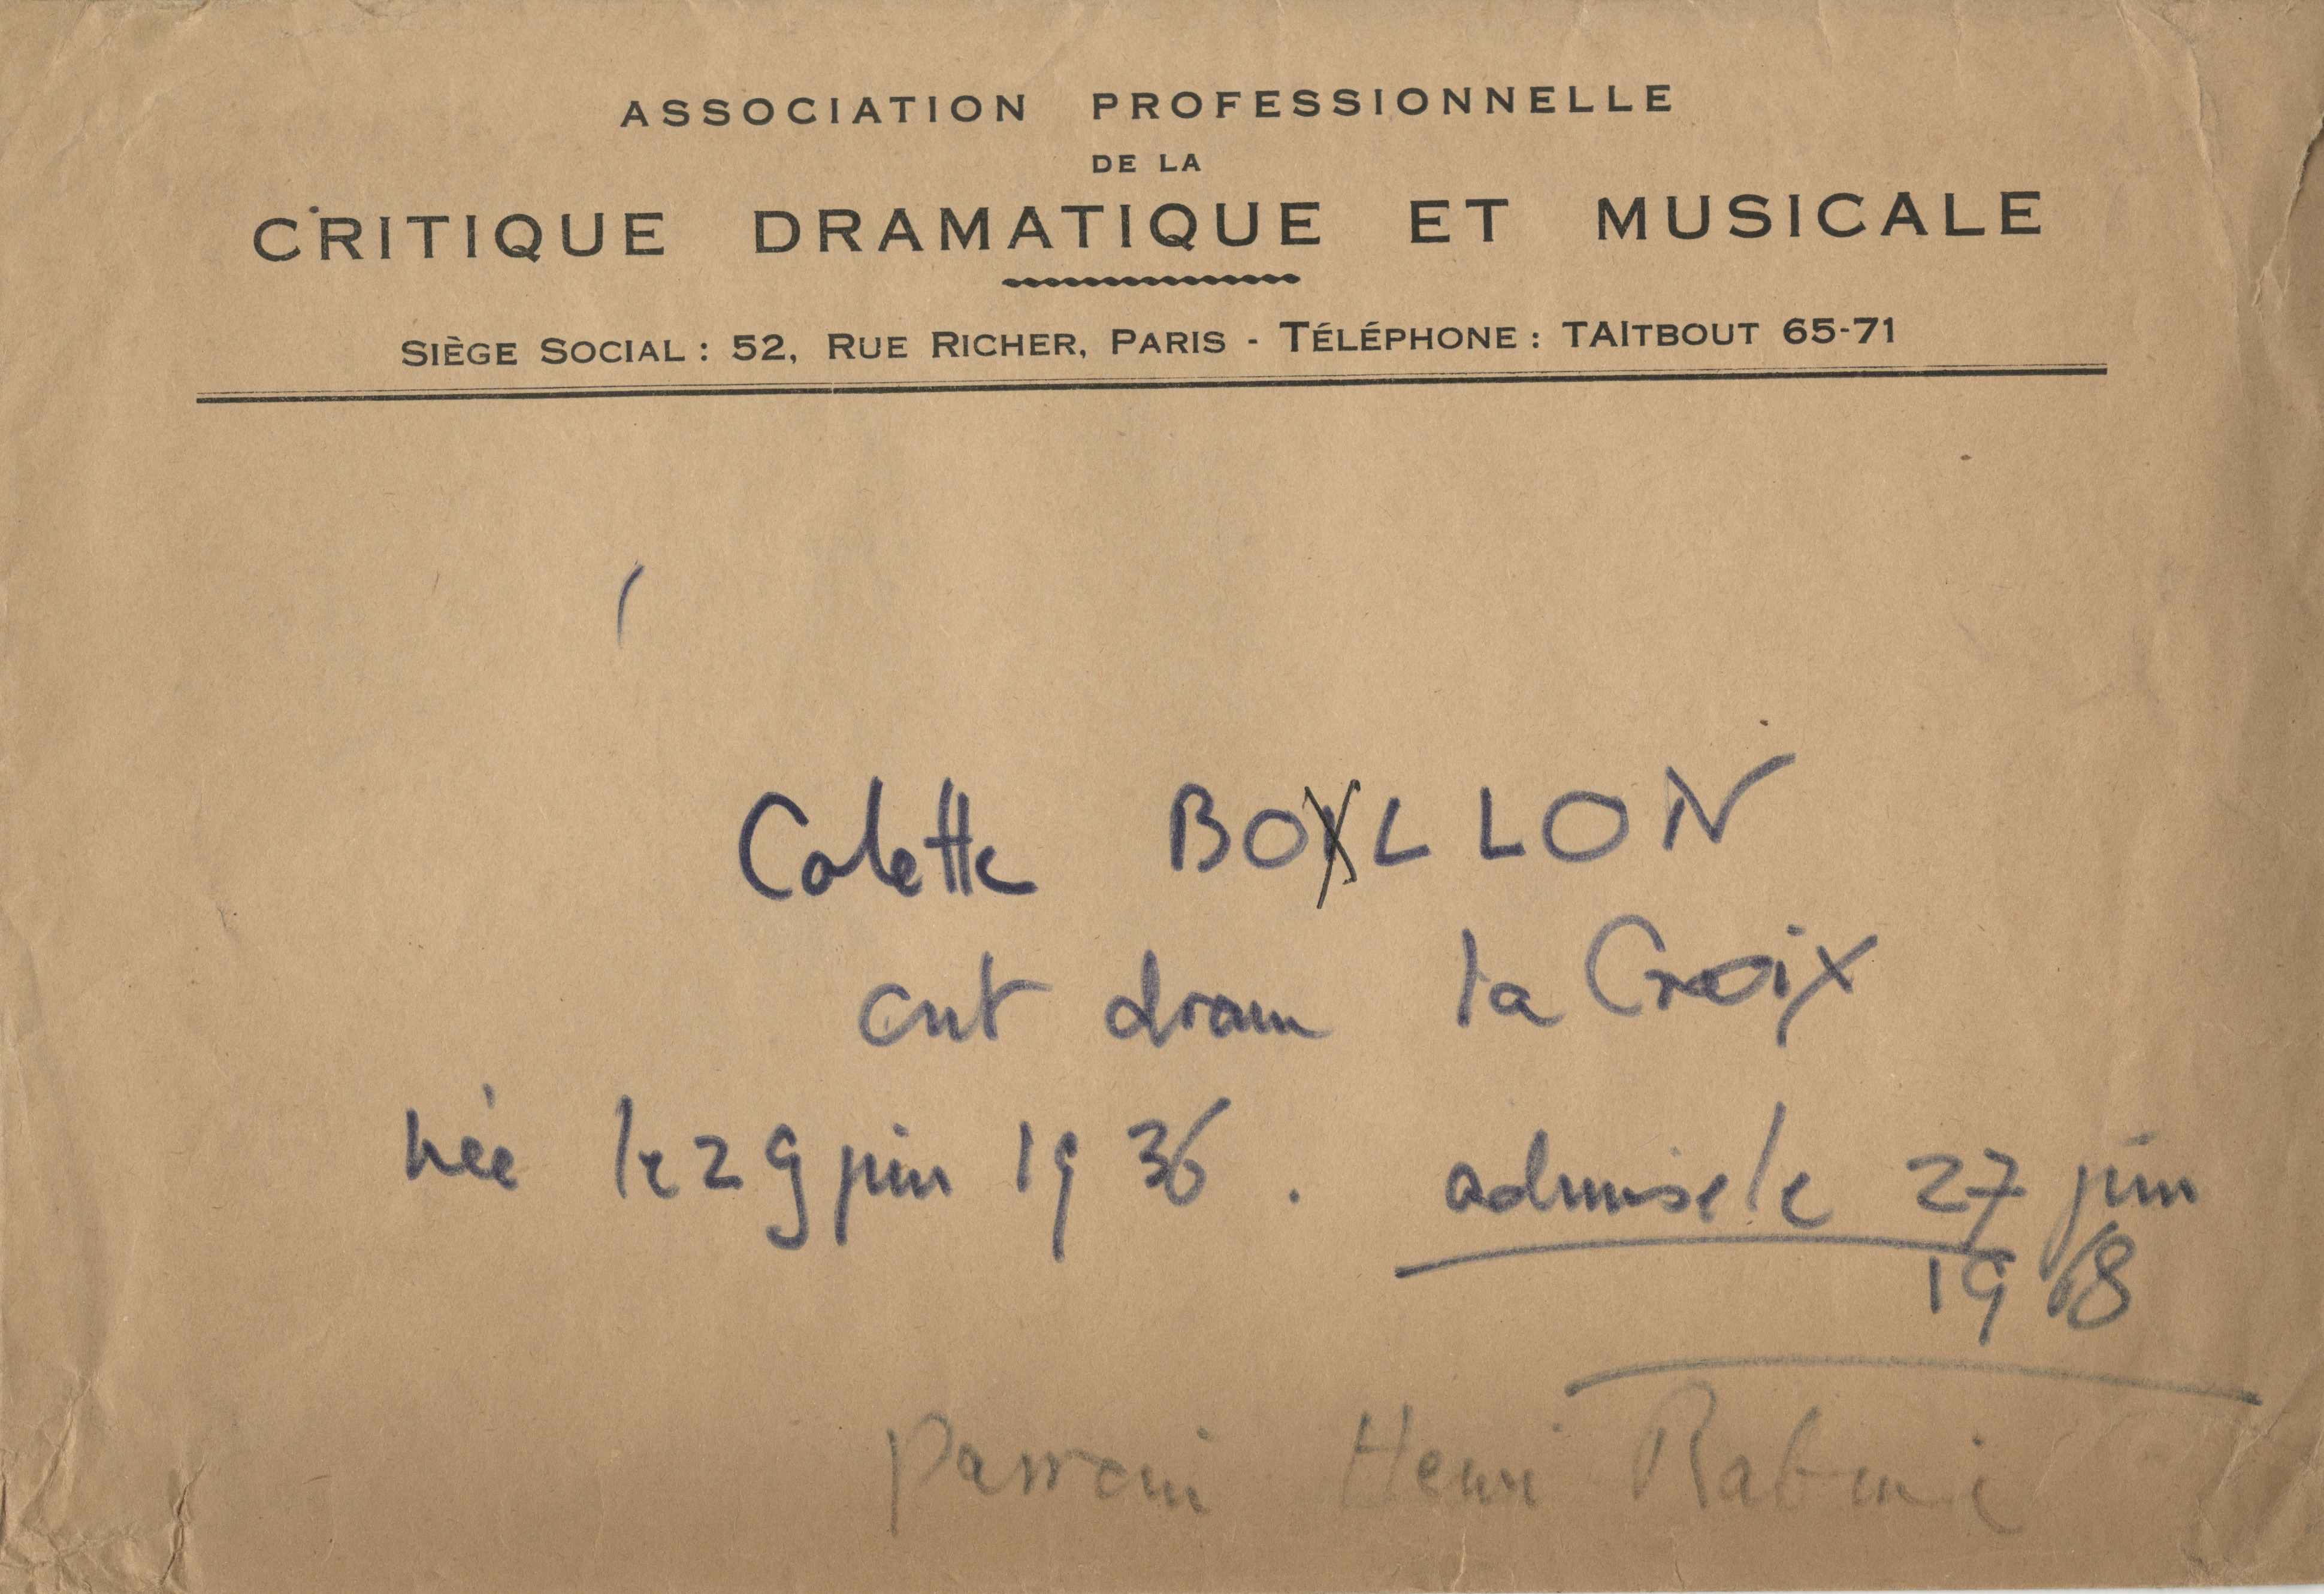 ASSOCIATION PROFESSIONNELLE
DE LA
CRITIQUE DRAMATIQUE ET MUSICALE
SIÈGE SOCIAL : 52, RUE RICHER, PARIS - TÉLÉPHONE : TAITBOUT 65-71
Colette BOLLON
crit dram la Croix
née le 29 juin 1936 . admise le 27 juin
1968
Parrain Henri Rabine